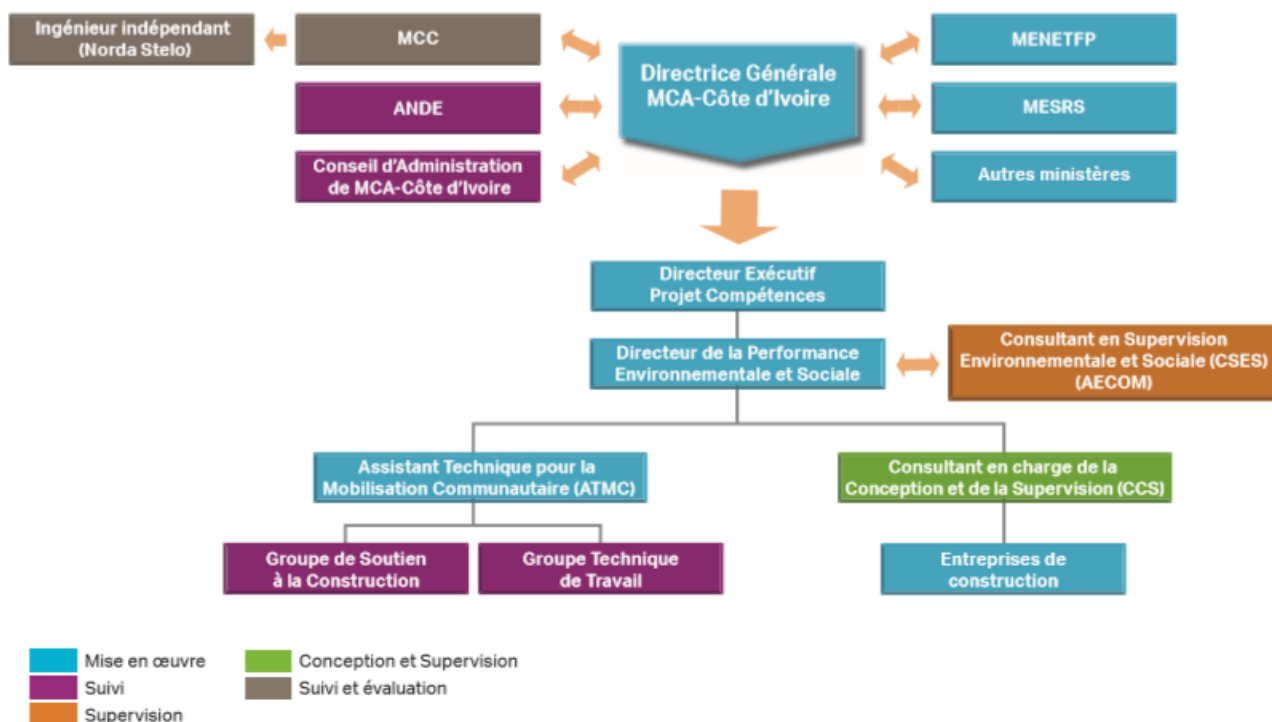 Ingénieur indépendant
(Norda Stelo)
MCC
Directrice Générale
MCA-Côte d'Ivoire
MENETFP
ANDE
MESRS
Conseil d'Administration
de MCA-Côte d'Ivoire
Autres ministères
Directeur Exécutif
Projet Compétences
Directeur de la Performance
Environnementale et Sociale
Consultant en Supervision
Environnementale et Sociale (CSES)
(AECOM)
Assistant Technique pour la
Mobilisation Communautaire (ATMC)
Consultant en charge de la
Conception et de la Supervision (CCS)
Groupe de Soutien
à la Construction
Groupe Technique
de Travail
Entreprises de
construction
Mise en œuvre
Suivi
Supervision
Conception et Supervision
Suivi et évaluation